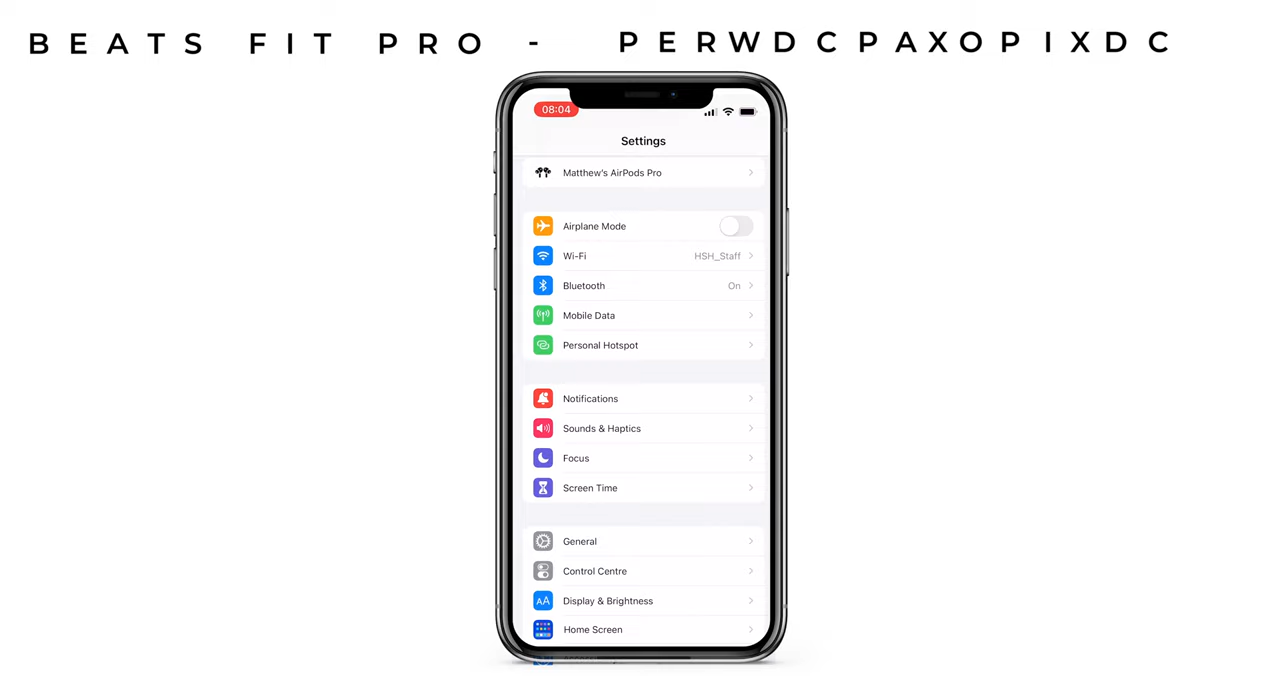 BEATS FIT PRO - PERWDCPAXOPIXDC
08:04
Settings
Matthew's AirPods Pro
Airplane Mode
Wi-Fi HSH_Staff
Bluetooth On
Mobile Data
Personal Hotspot
Notifications
Sounds & Haptics
Focus
Screen Time
General
Control Centre
AA Display & Brightness
Home Screen